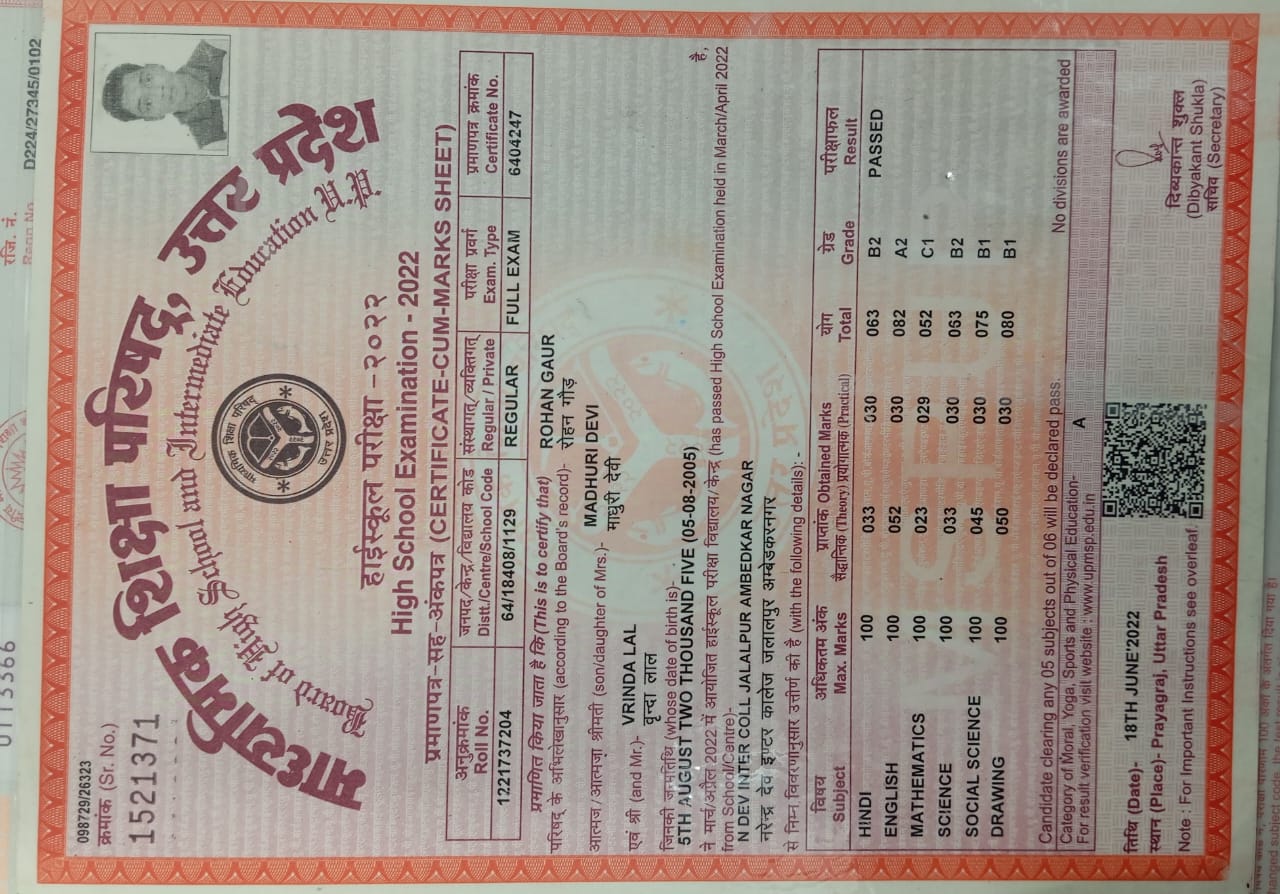 0113366
रजि. नं.
Regn No.
D224/27345/0102
098729/26323
क्रमांक (Sr. No.)
1521371
माध्यमिक शिक्षा परिषद्, उत्तर प्रदेश
Board of High School and Intermediate Education U.P.
माध्यमिक शिक्षा परिषद्
उत्तर प्रदेश
हाईस्कूल परीक्षा - २०२२
High School Examination - 2022
प्रमाणपत्र-सह-अंकपत्र (CERTIFICATE-CUM-MARKS SHEET)
अनुक्रमांक जनपद/केन्द्र/विद्यालय कोड संस्थागत/व्यक्तिगत् परीक्षा प्रवर्ग प्रमाणपत्र क्रमांक
Roll No. Distt./Centre/School Code Regular / Private Exam. Type Certificate No.
1221737204 64/18408/1129 REGULAR FULL EXAM 6404247
प्रमाणित किया जाता है कि (This is to certify that)
परिषद् के अभिलेखानुसार (according to the Board's record)- ROHAN GAUR
रोहन गौड़
आत्मज/आत्मजा श्रीमती (son/daughter of Mrs.)- MADHURI DEVI
माधुरी देवी
एवं श्री (and Mr.)- VRINDA LAL
वृन्दा लाल
जिनकी जन्मतिथि (whose date of birth is)-
5TH AUGUST TWO THOUSAND FIVE (05-08-2005) है,
ने मार्च/अप्रैल 2022 में आयोजित हाईस्कूल परीक्षा विद्यालय/केन्द्र (has passed High School Examination held in March/April 2022
from School/Centre)-
N DEV INTER COLL JALALPUR AMBEDKAR NAGAR
नरेन्द्र देव इण्टर कालेज जलालपुर अम्बेडकरनगर
से निम्न विवरणानुसार उत्तीर्ण की है (with the following details): -
विषय अधिकतम अंक प्राप्तांक Obtained Marks योग ग्रेड परीक्षाफल
Subject Max. Marks सैद्धान्तिक (Theory) प्रयोगात्मक (Practical) Total Grade Result
HINDI 100 033 030 063 B2 PASSED
ENGLISH 100 052 030 082 A2
MATHEMATICS 100 023 029 052 C1
SCIENCE 100 033 030 063 B2
SOCIAL SCIENCE 100 045 030 075 B1
DRAWING 100 050 030 080 B1
Candidate clearing any 05 subjects out of 06 will be declared pass. No divisions are awarded
Category of Moral, Yoga, Sports and Physical Education- A
For result verification visit website : www.upmsp.edu.in
तिथि (Date)- 18TH JUNE'2022
स्थान (Place)- Prayagraj, Uttar Pradesh
Note : For Important Instructions see overleaf.
दिब्यकान्त शुक्ल
(Dibyakant Shukla)
सचिव (Secretary)